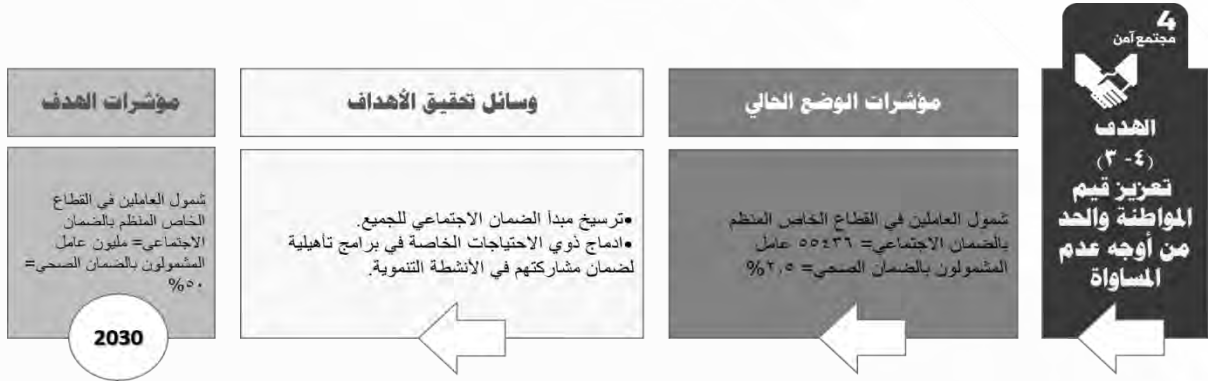 4
مجتمع آمن
الهدف
(٤- ٣)
تعزيز قيم
المواطنة والحد
من أوجه عدم
المساواة
مؤشرات الوضع الحالي
شمول العاملين في القطاع الخاص المنظم
بالضمان الاجتماعي= ٥٥٤٣٦ عامل
المشمولون بالضمان الصحي= ٢,٥%
وسائل تحقيق الأهداف
•ترسيخ مبدأ الضمان الاجتماعي للجميع.
•ادماج ذوي الاحتياجات الخاصة في برامج تأهيلية
لضمان مشاركتهم في الأنشطة التنموية.
مؤشرات الهدف
شمول العاملين في القطاع
الخاص المنظم بالضمان
الاجتماعي= مليون عامل
المشمولون بالضمان الصحي=
٥٠%
2030